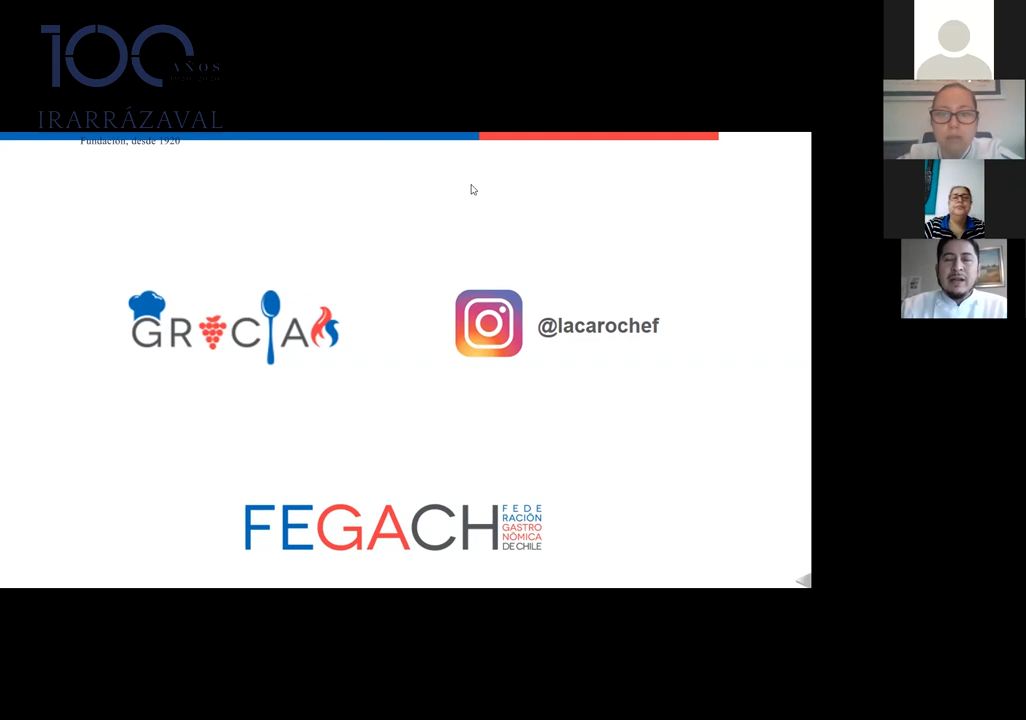 100
AÑOS
IRARRÁZAVAL
Fundación, desde 1920
GRACIAS
@lacarochef
FEGACH
FEDE
RACIÓN
GASTRO
NÓMICA
DE CHILE